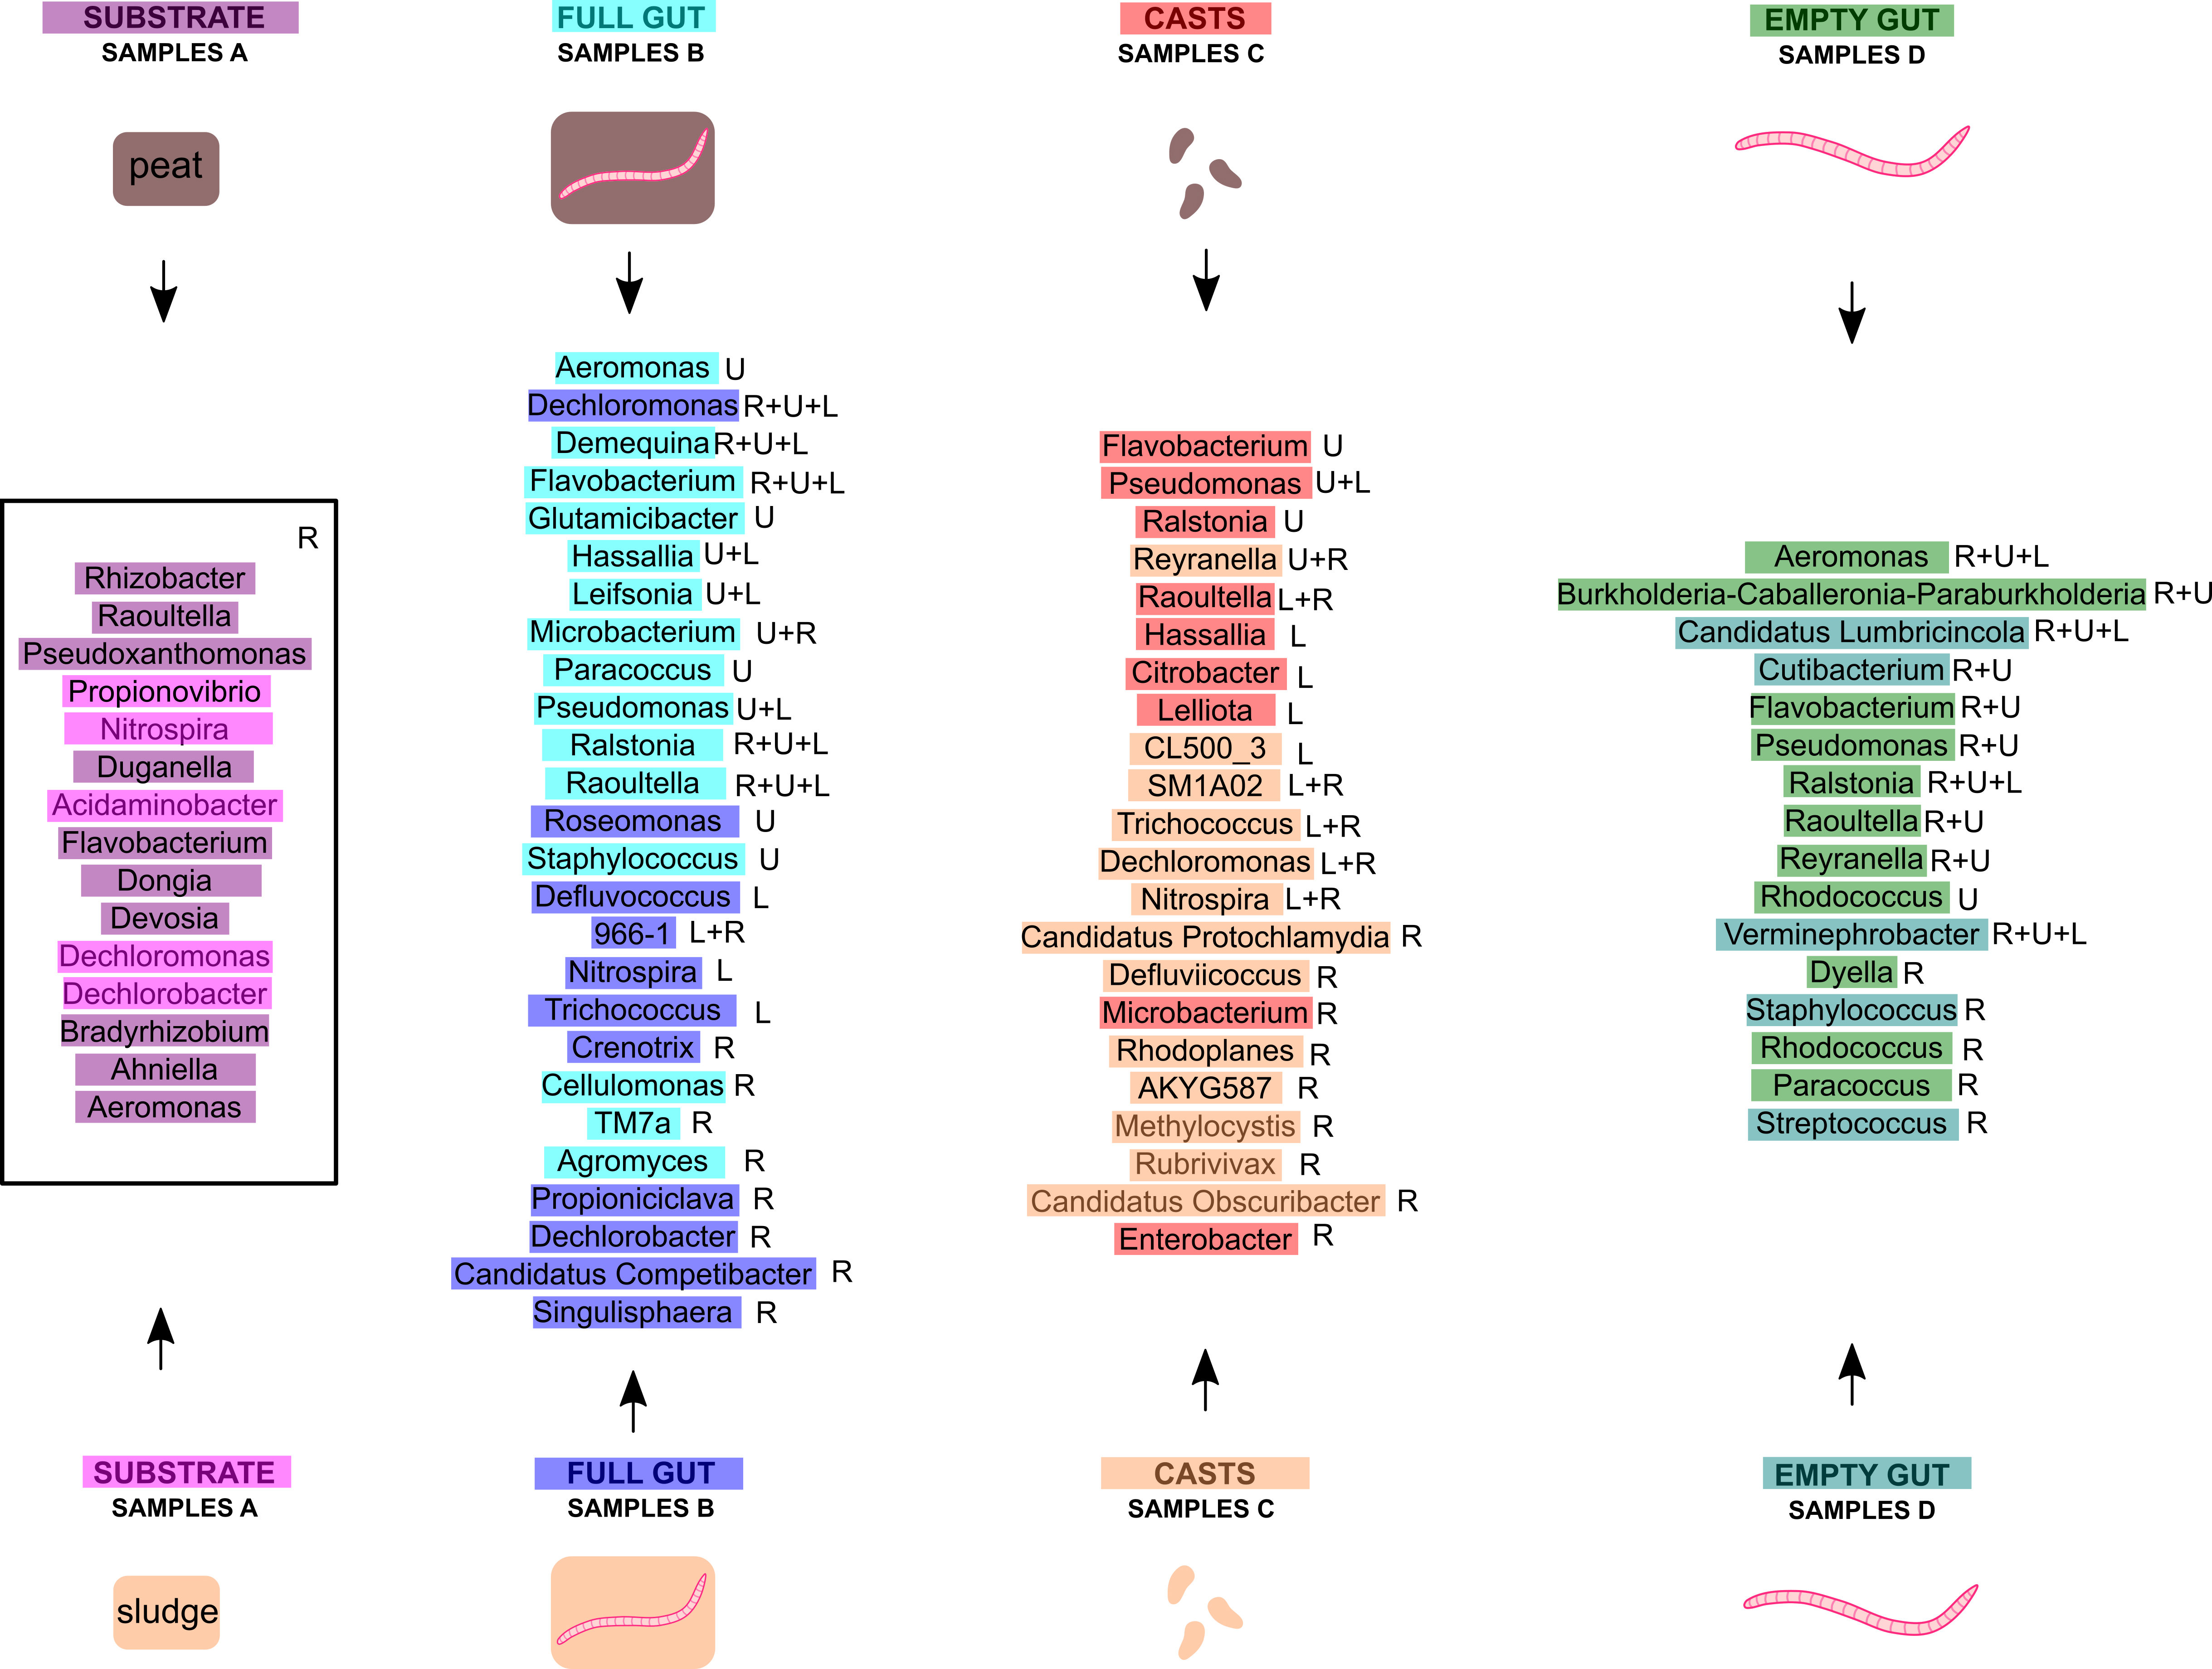 SUBSTRATE
SAMPLES A
peat
R
Rhizobacter
Raoultella
Pseudoxanthomonas
Propionovibrio
Nitrospira
Duganella
Acidaminobacter
Flavobacterium
Dongia
Devosia
Dechloromonas
Dechlorobacter
Bradyrhizobium
Ahniella
Aeromonas
SUBSTRATE
SAMPLES A
sludge
FULL GUT
SAMPLES B
Aeromonas U
Dechloromonas R+U+L
Demequina R+U+L
Flavobacterium R+U+L
Glutamicibacter U
Hassallia U+L
Leifsonia U+L
Microbacterium U+R
Paracoccus U
Pseudomonas U+L
Ralstonia R+U+L
Raoultella R+U+L
Roseomonas U
Staphylococcus U
Defluvococcus L
966-1 L+R
Nitrospira L
Trichococcus L
Crenotrix R
Cellulomonas R
TM7a R
Agromyces R
Propioniciclava R
Dechlorobacter R
Candidatus Competibacter R
Singulisphaera R
FULL GUT
SAMPLES B
CASTS
SAMPLES C
Flavobacterium U
Pseudomonas U+L
Ralstonia U
Reyranella U+R
Raoultella L+R
Hassallia L
Citrobacter L
Lelliota L
CL500_3 L
SM1A02 L+R
Trichococcus L+R
Dechloromonas L+R
Nitrospira L+R
Candidatus Protochlamydia R
Defluviicoccus R
Microbacterium R
Rhodoplanes R
AKYG587 R
Methylocystis R
Rubrivivax R
Candidatus Obscuribacter R
Enterobacter R
CASTS
SAMPLES C
EMPTY GUT
SAMPLES D
Aeromonas R+U+L
Burkholderia-Caballeronia-Paraburkholderia R+U
Candidatus Lumbricincola R+U+L
Cutibacterium R+U
Flavobacterium R+U
Pseudomonas R+U
Ralstonia R+U+L
Raoultella R+U
Reyranella R+U
Rhodococcus U
Verminephrobacter R+U+L
Dyella R
Staphylococcus R
Rhodococcus R
Paracoccus R
Streptococcus R
EMPTY GUT
SAMPLES D